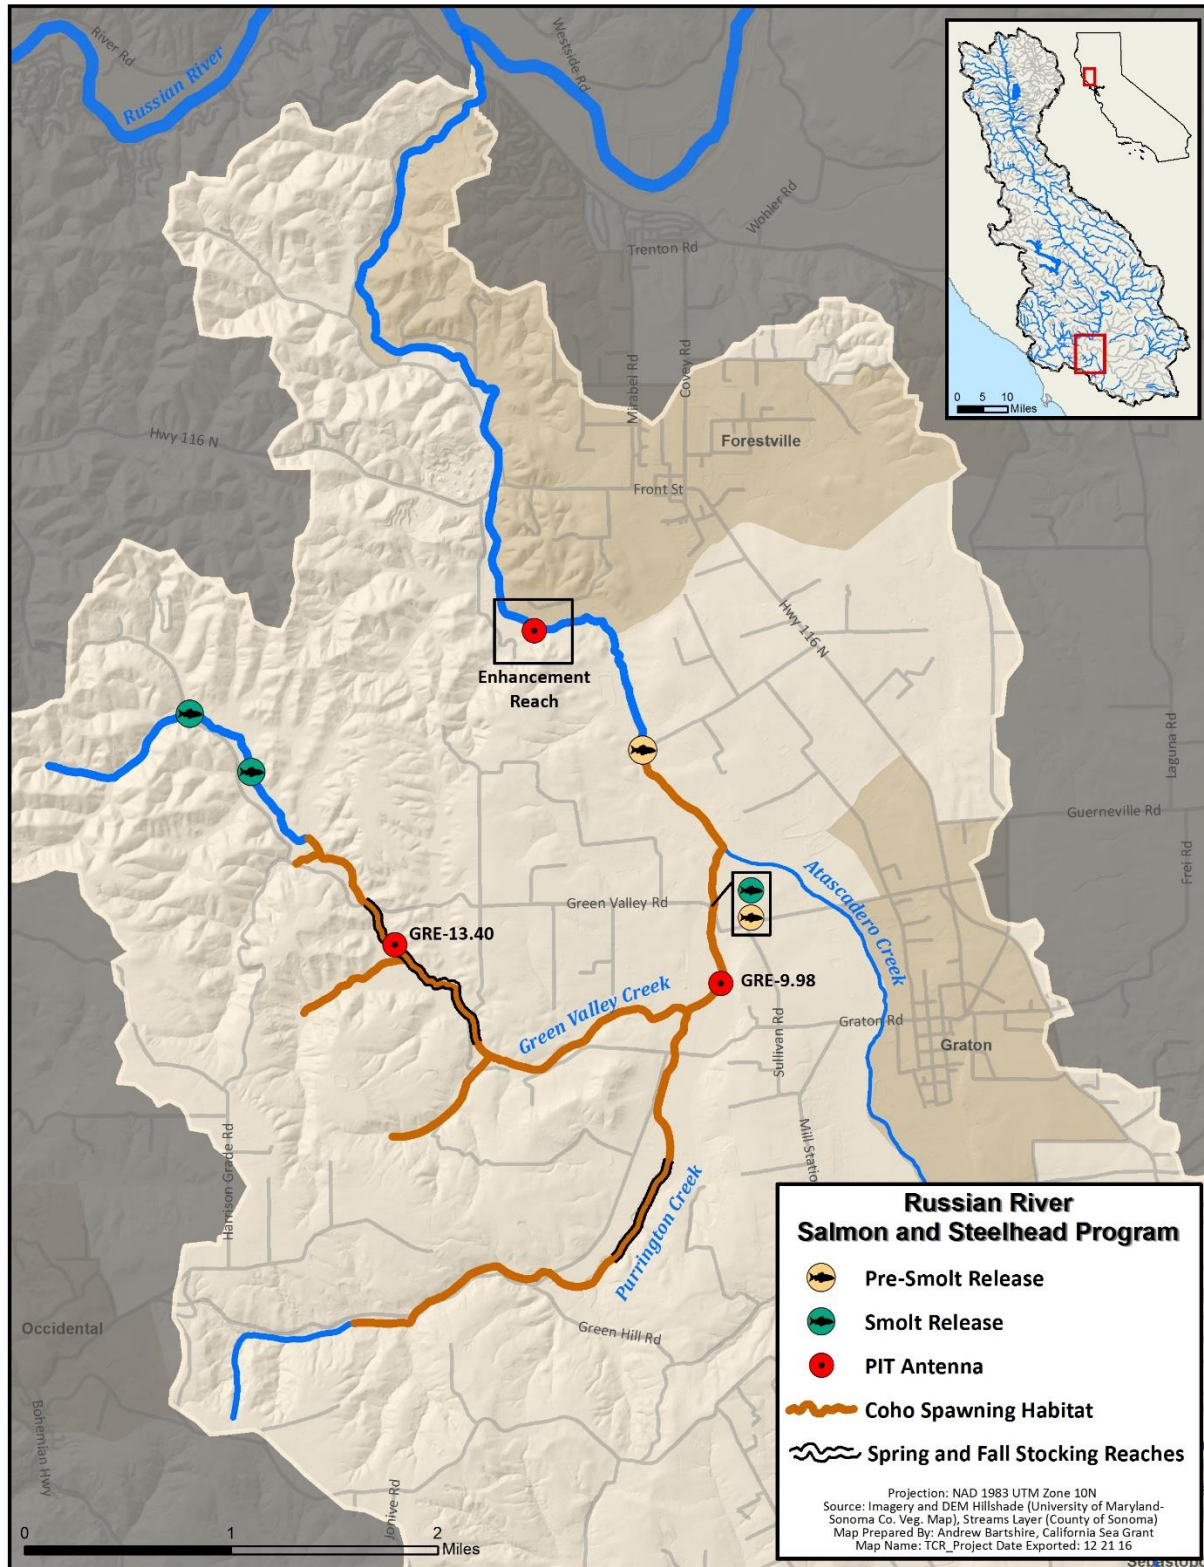 River Rd
Russian River
Westside Rd
Wohler Rd
Trenton Rd
Mirabel Rd
Covey Rd
0 5 10
Miles
Hwy 116 N
Forestville
Front St
Hwy 116 N
Enhancement
Reach
Laguna Rd
Guerneville Rd
Frei Rd
Atascadero Creek
Green Valley Rd
GRE-13.40
GRE-9.98
Green Valley Creek
Graton Rd
Graton
Sullivan Rd
Mill Statio
Harrison Grade Rd
Purrington Creek
Occidental
Green Hill Rd
Bohemian Hwy
Jonive Rd
Russian River
Salmon and Steelhead Program
Pre-Smolt Release
Smolt Release
PIT Antenna
Coho Spawning Habitat
Spring and Fall Stocking Reaches
Projection: NAD 1983 UTM Zone 10N
Source: Imagery and DEM Hillshade (University of Maryland-
Sonoma Co. Veg. Map), Streams Layer (County of Sonoma)
Map Prepared By: Andrew Bartshire, California Sea Grant
Map Name: TCR_Project Date Exported: 12 21 16
0 1 2
Miles